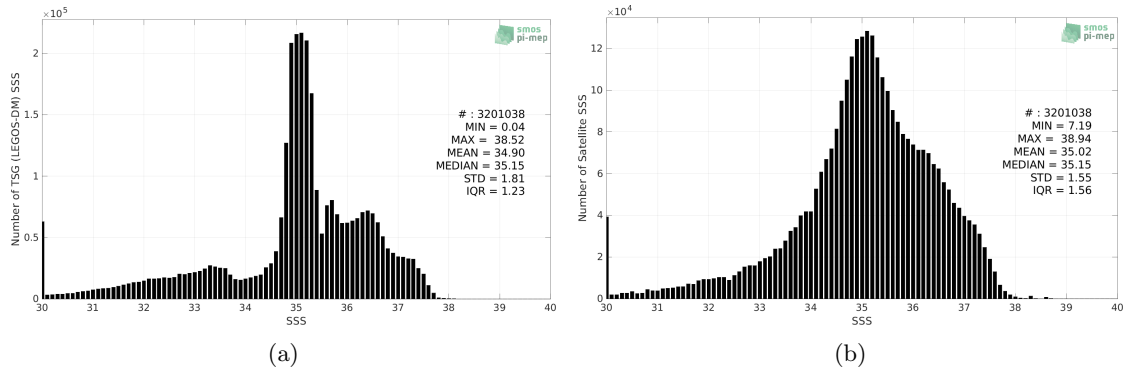 ×10⁵
smos
pi-mep
Number of TSG (LEGOS-DM) SSS
2
1.5
1
0.5
0
# : 3201038
MIN = 0.04
MAX = 38.52
MEAN = 34.90
MEDIAN = 35.15
STD = 1.81
IQR = 1.23
30 31 32 33 34 35 36 37 38 39 40
SSS
(a)
×10⁴
smos
pi-mep
Number of Satellite SSS
12
10
8
6
4
2
0
# : 3201038
MIN = 7.19
MAX = 38.94
MEAN = 35.02
MEDIAN = 35.15
STD = 1.55
IQR = 1.56
30 31 32 33 34 35 36 37 38 39 40
SSS
(b)